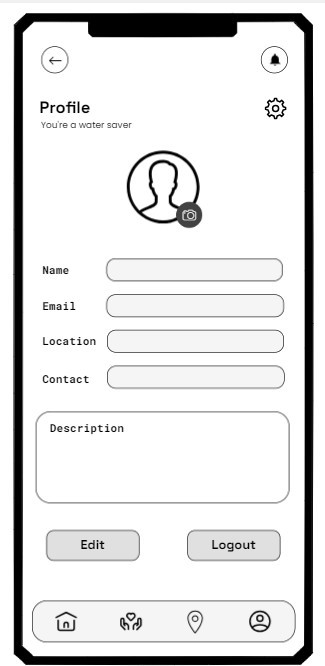 Profile
You're a water saver
Name
Email
Location
Contact
Description
Edit
Logout